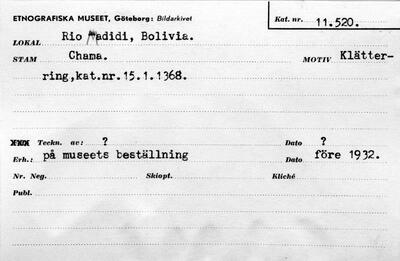 ETNOGRAFISKA MUSEET, Göteborg: Bildarkivet
Kat. nr. 11.520.
LOKAL Rio Madidi, Bolivia.
STAM Chama. MOTIV Klätter-
ring,kat.nr.15.1.1368.
Teckn. av: ? Dato ?
Erh.: på museets beställning Dato före 1932.
Nr. Neg. Skiopt. Kliché
Publ.